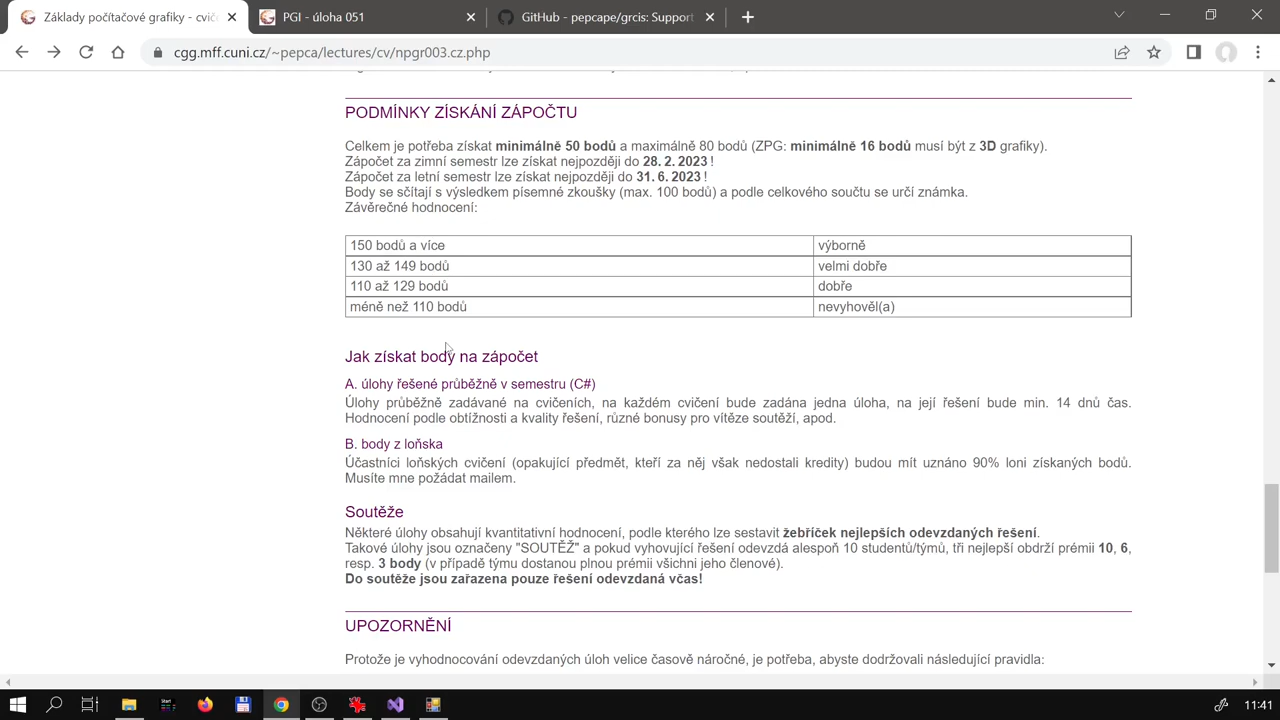 Základy počítačové grafiky - cvič
PGI - úloha 051
GitHub - pepcape/grcis: Support
cgg.mff.cuni.cz/~pepca/lectures/cv/npgr003.cz.php
PODMÍNKY ZÍSKÁNÍ ZÁPOČTU
Celkem je potřeba získat minimálně 50 bodů a maximálně 80 bodů (ZPG: minimálně 16 bodů musí být z 3D grafiky).
Zápočet za zimní semestr lze získat nejpozději do 28. 2. 2023 !
Zápočet za letní semestr lze získat nejpozději do 31. 6. 2023 !
Body se sčítají s výsledkem písemné zkoušky (max. 100 bodů) a podle celkového součtu se určí známka.
Závěrečné hodnocení:
150 bodů a více výborně
130 až 149 bodů velmi dobře
110 až 129 bodů dobře
méně než 110 bodů nevyhověl(a)
Jak získat body na zápočet
A. úlohy řešené průběžně v semestru (C#)
Úlohy průběžně zadávané na cvičeních, na každém cvičení bude zadána jedna úloha, na její řešení bude min. 14 dnů čas.
Hodnocení podle obtížnosti a kvality řešení, různé bonusy pro vítěze soutěží, apod.
B. body z loňska
Účastníci loňských cvičení (opakující předmět, kteří za něj však nedostali kredity) budou mít uznáno 90% loni získaných bodů.
Musíte mne požádat mailem.
Soutěže
Některé úlohy obsahují kvantitativní hodnocení, podle kterého lze sestavit žebříček nejlepších odevzdaných řešení.
Takové úlohy jsou označeny "SOUTĚŽ" a pokud vyhovující řešení odevzdá alespoň 10 studentů/týmů, tři nejlepší obdrží prémii 10, 6,
resp. 3 body (v případě týmu dostanou plnou prémii všichni jeho členové).
Do soutěže jsou zařazena pouze řešení odevzdaná včas!
UPOZORNĚNÍ
Protože je vyhodnocování odevzdaných úloh velice časově náročné, je potřeba, abyste dodržovali následující pravidla:
11:41